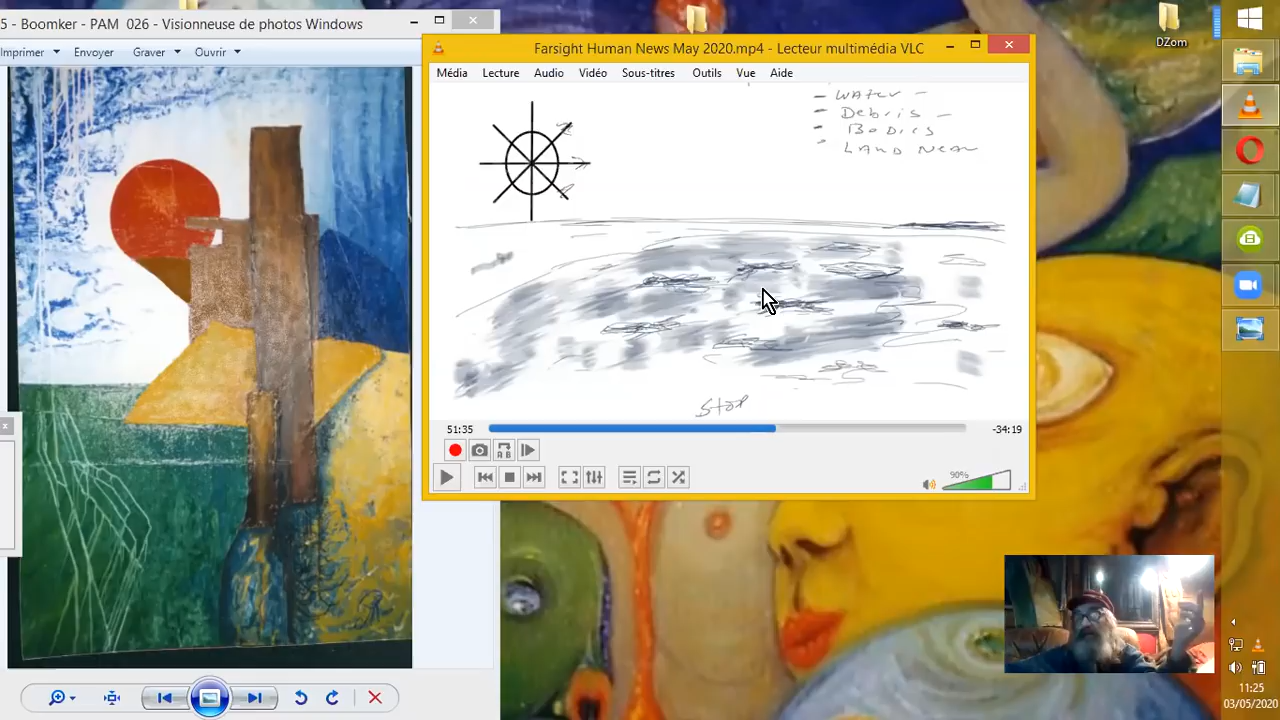 5 - Boomker - PAM 026 - Visionneuse de photos Windows
Imprimer Envoyer Graver Ouvrir
Farsight Human News May 2020.mp4 - Lecteur multimédia VLC
Média Lecture Audio Vidéo Sous-titres Outils Vue Aide
- Water -
- Debris -
- Bodies
- Land Near
Stop
51:35
-34:19
90%
DZom
11:25
03/05/2020